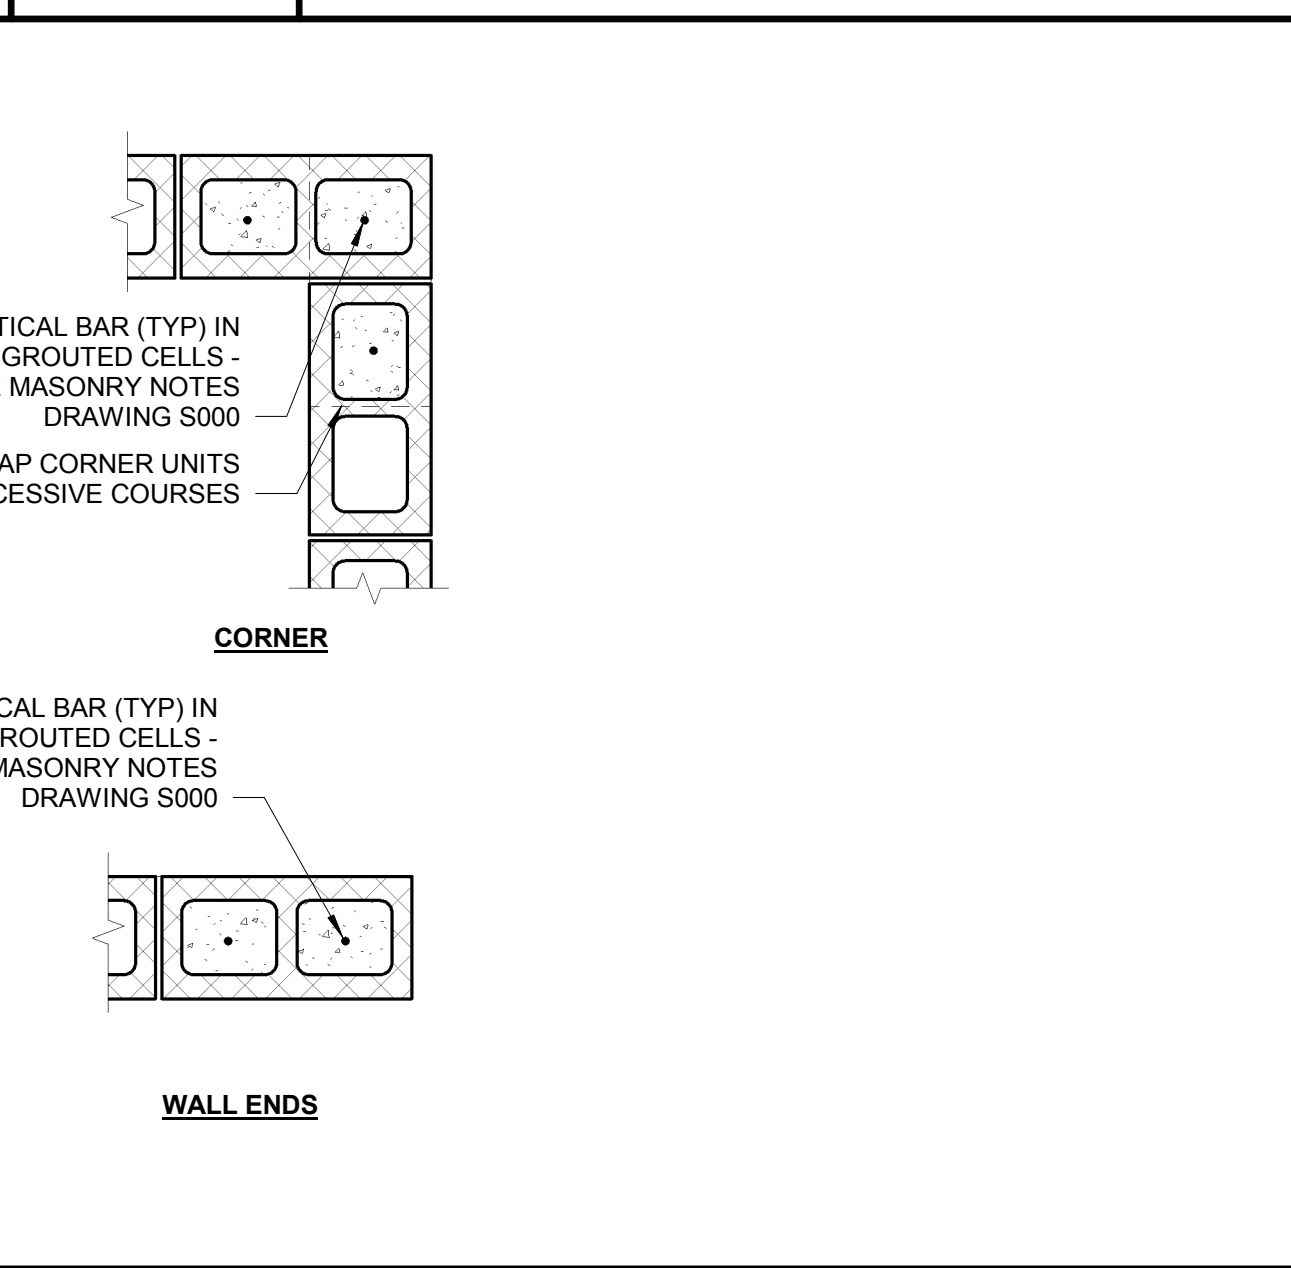 TICAL BAR (TYP) IN
GROUTED CELLS -
MASONRY NOTES
DRAWING S000
AP CORNER UNITS
CESSIVE COURSES
CORNER
CAL BAR (TYP) IN
ROUTED CELLS -
MASONRY NOTES
DRAWING S000
WALL ENDS